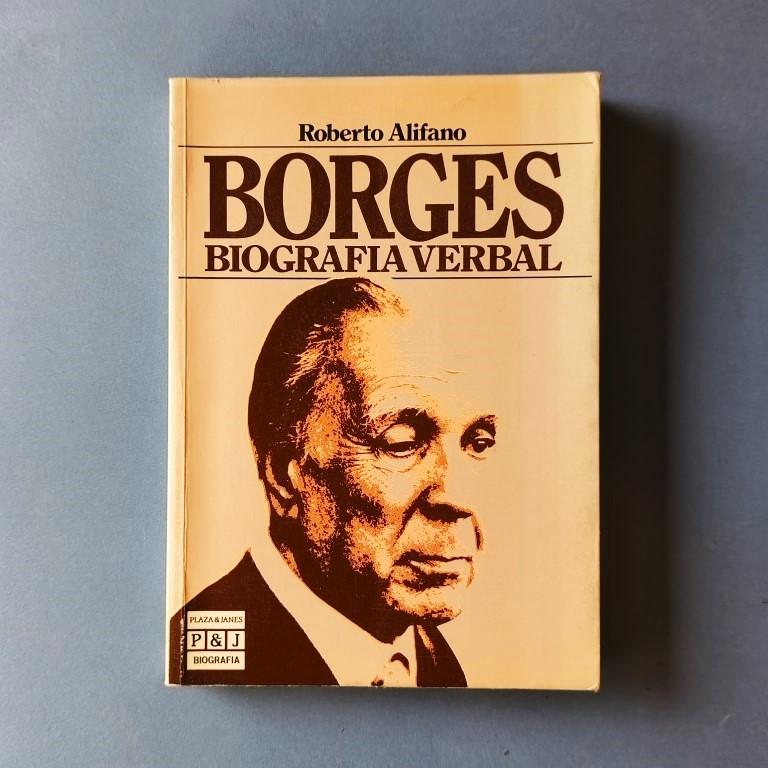 Roberto Alifano
BORGES
BIOGRAFIA VERBAL
PLAZA & JANES
P & J
BIOGRAFIA